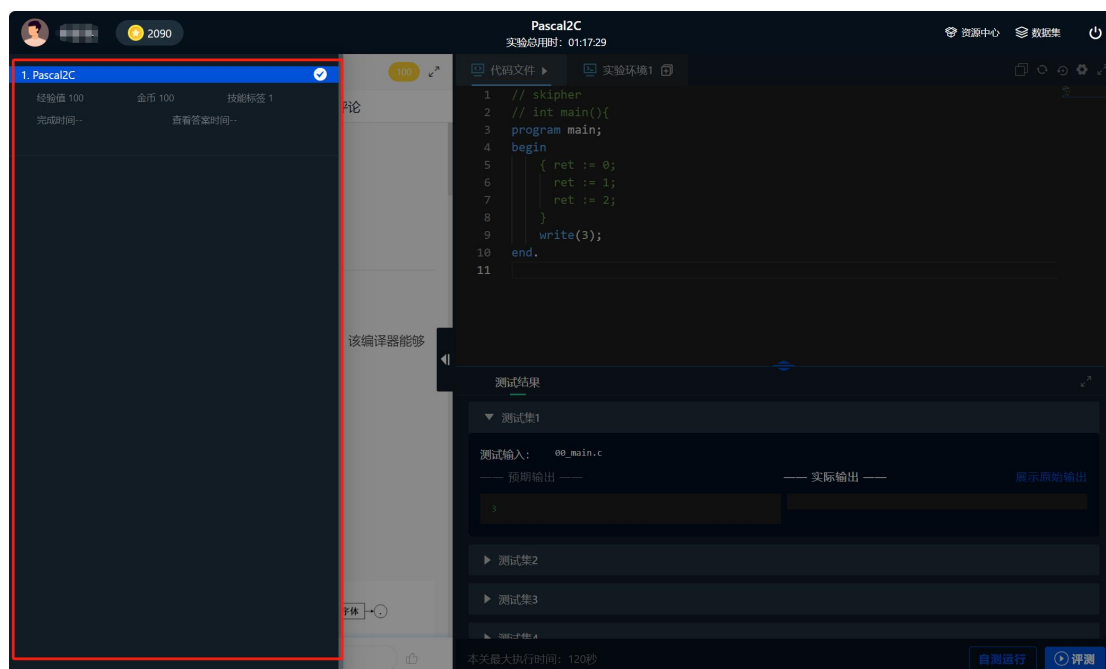 2090
Pascal2C
实验总用时: 01:17:29
资源中心
数据集
1. Pascal2C
经验值 100
金币 100
技能标签 1
完成时间--
查看答案时间--
100
评论
该编译器能够
代码文件
实验环境1
1 // skipher
2 // int main(){
3 program main;
4 begin
5 { ret := 0;
6 ret := 1;
7 ret := 2;
8 }
9 write(3);
10 end.
11
测试结果
测试集1
测试输入: 00_main.c
—— 预期输出 ——
—— 实际输出 ——
展示原始输出
3
测试集2
测试集3
测试集4
本关最大执行时间: 120秒
自测运行
评测